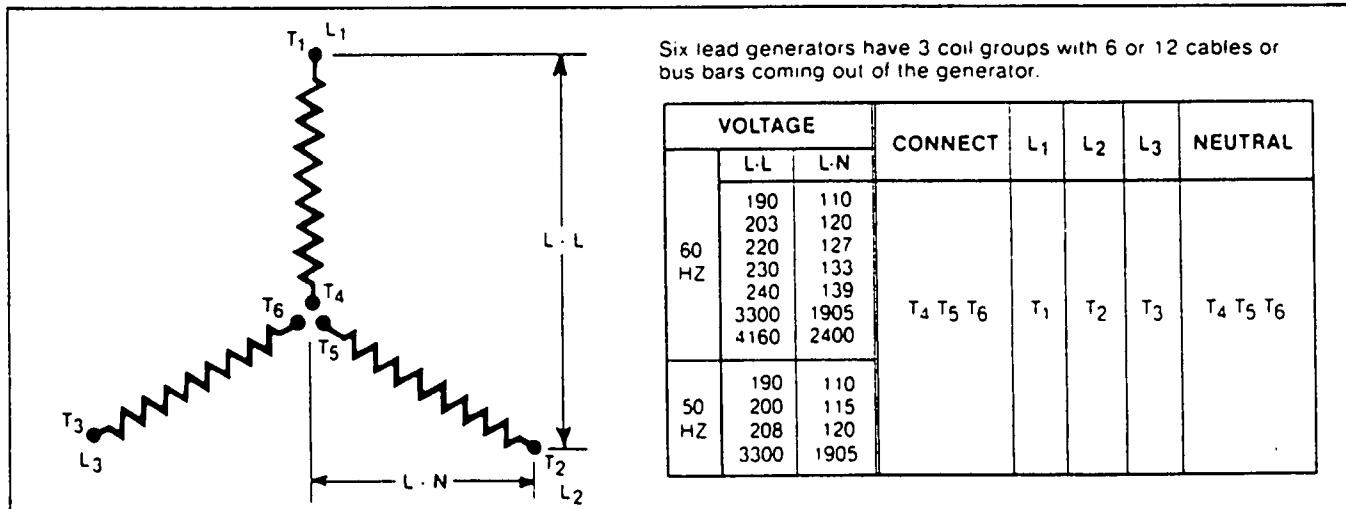 T1 L1
L - L
T6 T4
T5
T3
L3
T2
L2
L - N
Six lead generators have 3 coil groups with 6 or 12 cables or
bus bars coming out of the generator.
VOLTAGE CONNECT L1 L2 L3 NEUTRAL
L-L L-N
60
HZ
190 110
203 120
220 127
230 133
240 139
3300 1905
4160 2400
T4 T5 T6 T1 T2 T3 T4 T5 T6
50
HZ
190 110
200 115
208 120
3300 1905